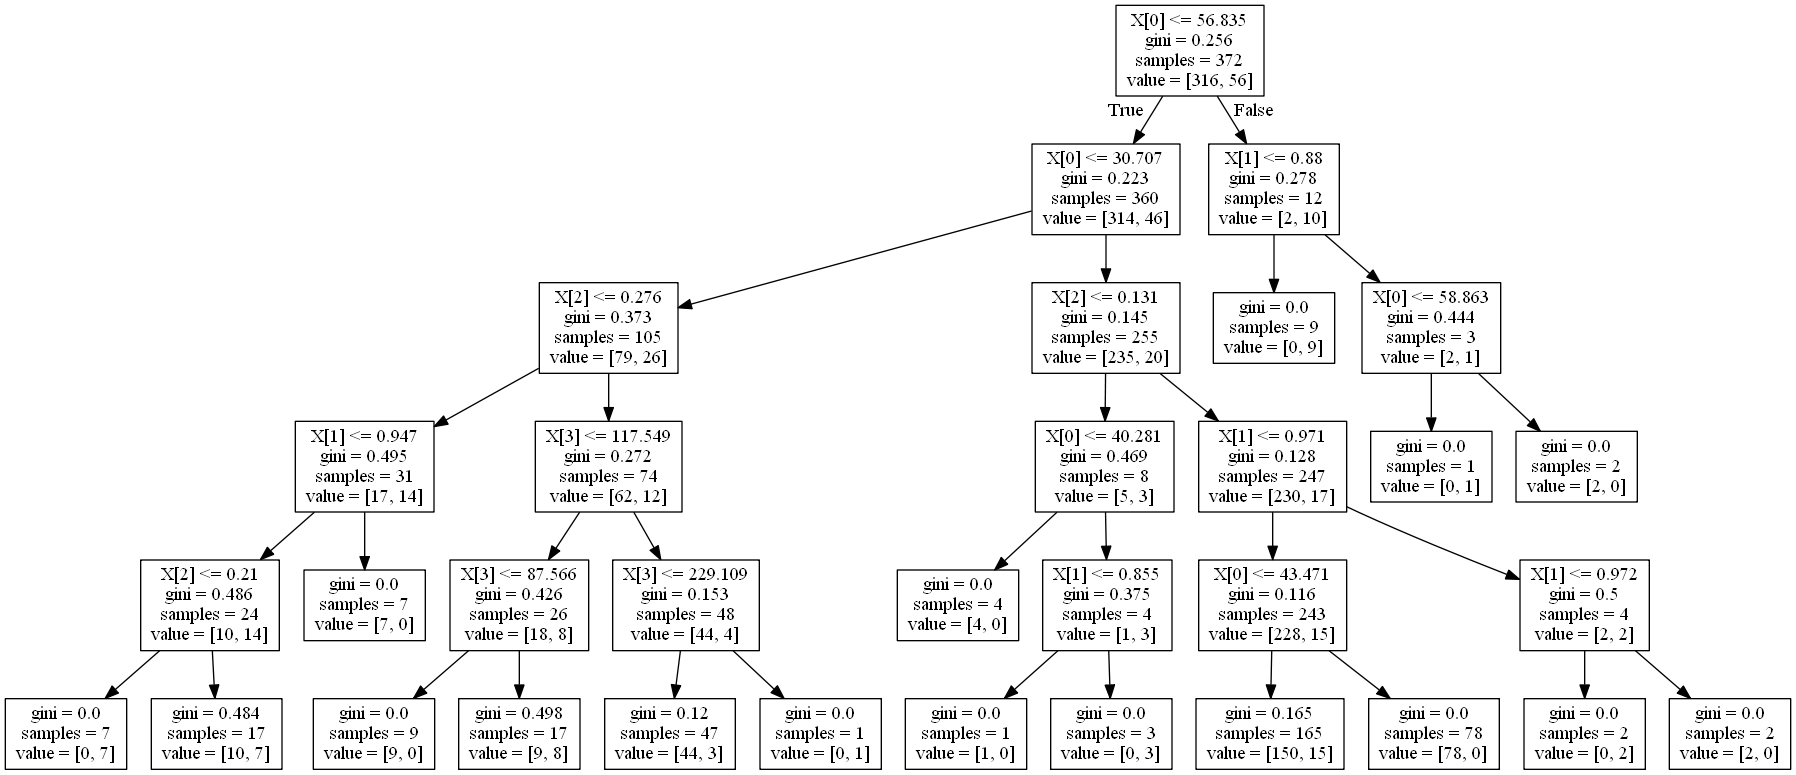 X[0] <= 56.835
gini = 0.256
samples = 372
value = [316, 56]
True
False
X[0] <= 30.707
gini = 0.223
samples = 360
value = [314, 46]
X[1] <= 0.88
gini = 0.278
samples = 12
value = [2, 10]
X[2] <= 0.276
gini = 0.373
samples = 105
value = [79, 26]
X[2] <= 0.131
gini = 0.145
samples = 255
value = [235, 20]
gini = 0.0
samples = 9
value = [0, 9]
X[0] <= 58.863
gini = 0.444
samples = 3
value = [2, 1]
X[1] <= 0.947
gini = 0.495
samples = 31
value = [17, 14]
X[3] <= 117.549
gini = 0.272
samples = 74
value = [62, 12]
X[0] <= 40.281
gini = 0.469
samples = 8
value = [5, 3]
X[1] <= 0.971
gini = 0.128
samples = 247
value = [230, 17]
gini = 0.0
samples = 1
value = [0, 1]
gini = 0.0
samples = 2
value = [2, 0]
X[2] <= 0.21
gini = 0.486
samples = 24
value = [10, 14]
gini = 0.0
samples = 7
value = [7, 0]
X[3] <= 87.566
gini = 0.426
samples = 26
value = [18, 8]
X[3] <= 229.109
gini = 0.153
samples = 48
value = [44, 4]
gini = 0.0
samples = 4
value = [4, 0]
X[1] <= 0.855
gini = 0.375
samples = 4
value = [1, 3]
X[0] <= 43.471
gini = 0.116
samples = 243
value = [228, 15]
X[1] <= 0.972
gini = 0.5
samples = 4
value = [2, 2]
gini = 0.0
samples = 7
value = [0, 7]
gini = 0.484
samples = 17
value = [10, 7]
gini = 0.0
samples = 9
value = [9, 0]
gini = 0.498
samples = 17
value = [9, 8]
gini = 0.12
samples = 47
value = [44, 3]
gini = 0.0
samples = 1
value = [0, 1]
gini = 0.0
samples = 1
value = [1, 0]
gini = 0.0
samples = 3
value = [0, 3]
gini = 0.165
samples = 165
value = [150, 15]
gini = 0.0
samples = 78
value = [78, 0]
gini = 0.0
samples = 2
value = [0, 2]
gini = 0.0
samples = 2
value = [2, 0]